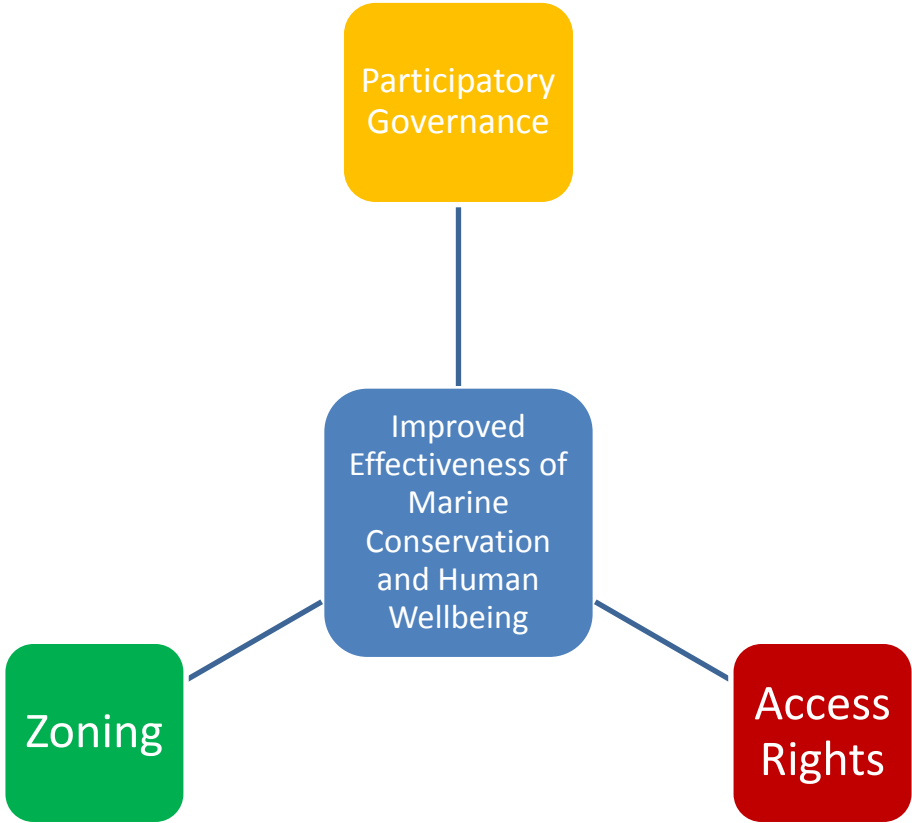 Participatory
Governance
Improved
Effectiveness of
Marine
Conservation
and Human
Wellbeing
Zoning
Access
Rights